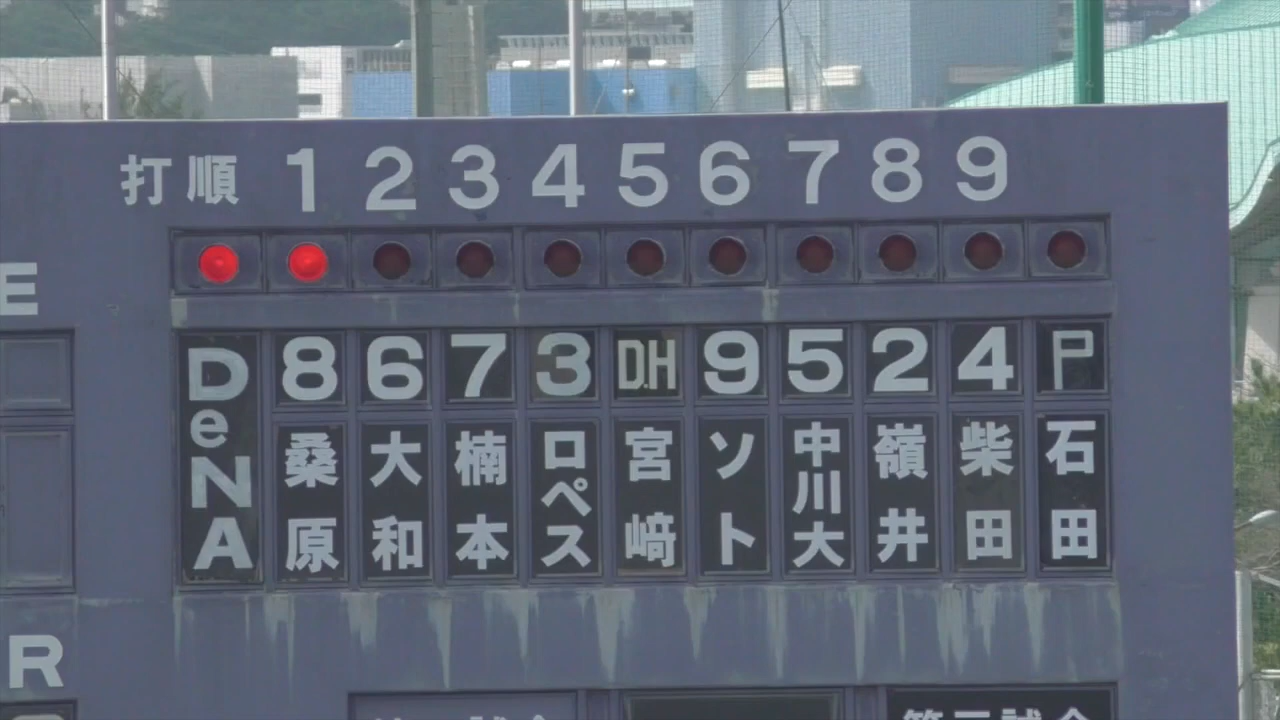 打順 1 2 3 4 5 6 7 8 9
E
DeNA
8 6 7 3 D.H 9 5 2 4 P
桑原 大和 楠本 ロペス 宮﨑 ソト 中川大 嶺井 柴田 石田
R